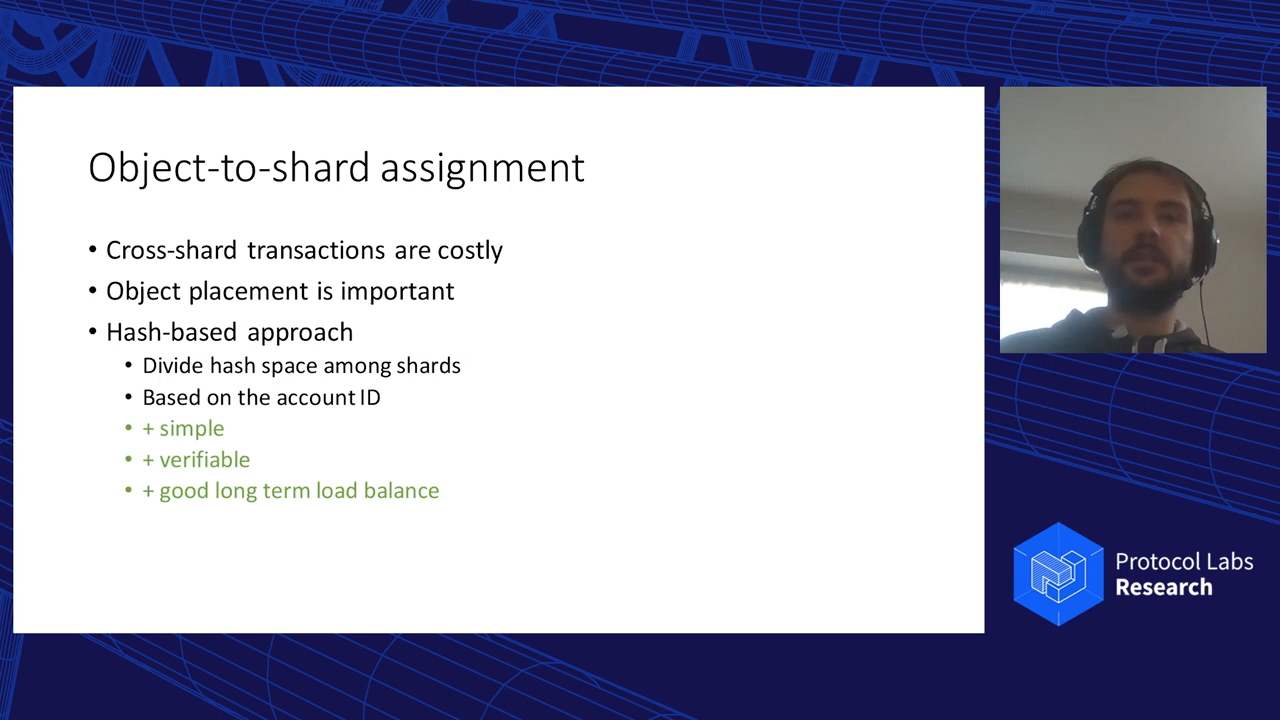 Object-to-shard assignment
• Cross-shard transactions are costly
• Object placement is important
• Hash-based approach
• Divide hash space among shards
• Based on the account ID
• + simple
• + verifiable
• + good long term load balance
Protocol Labs
Research